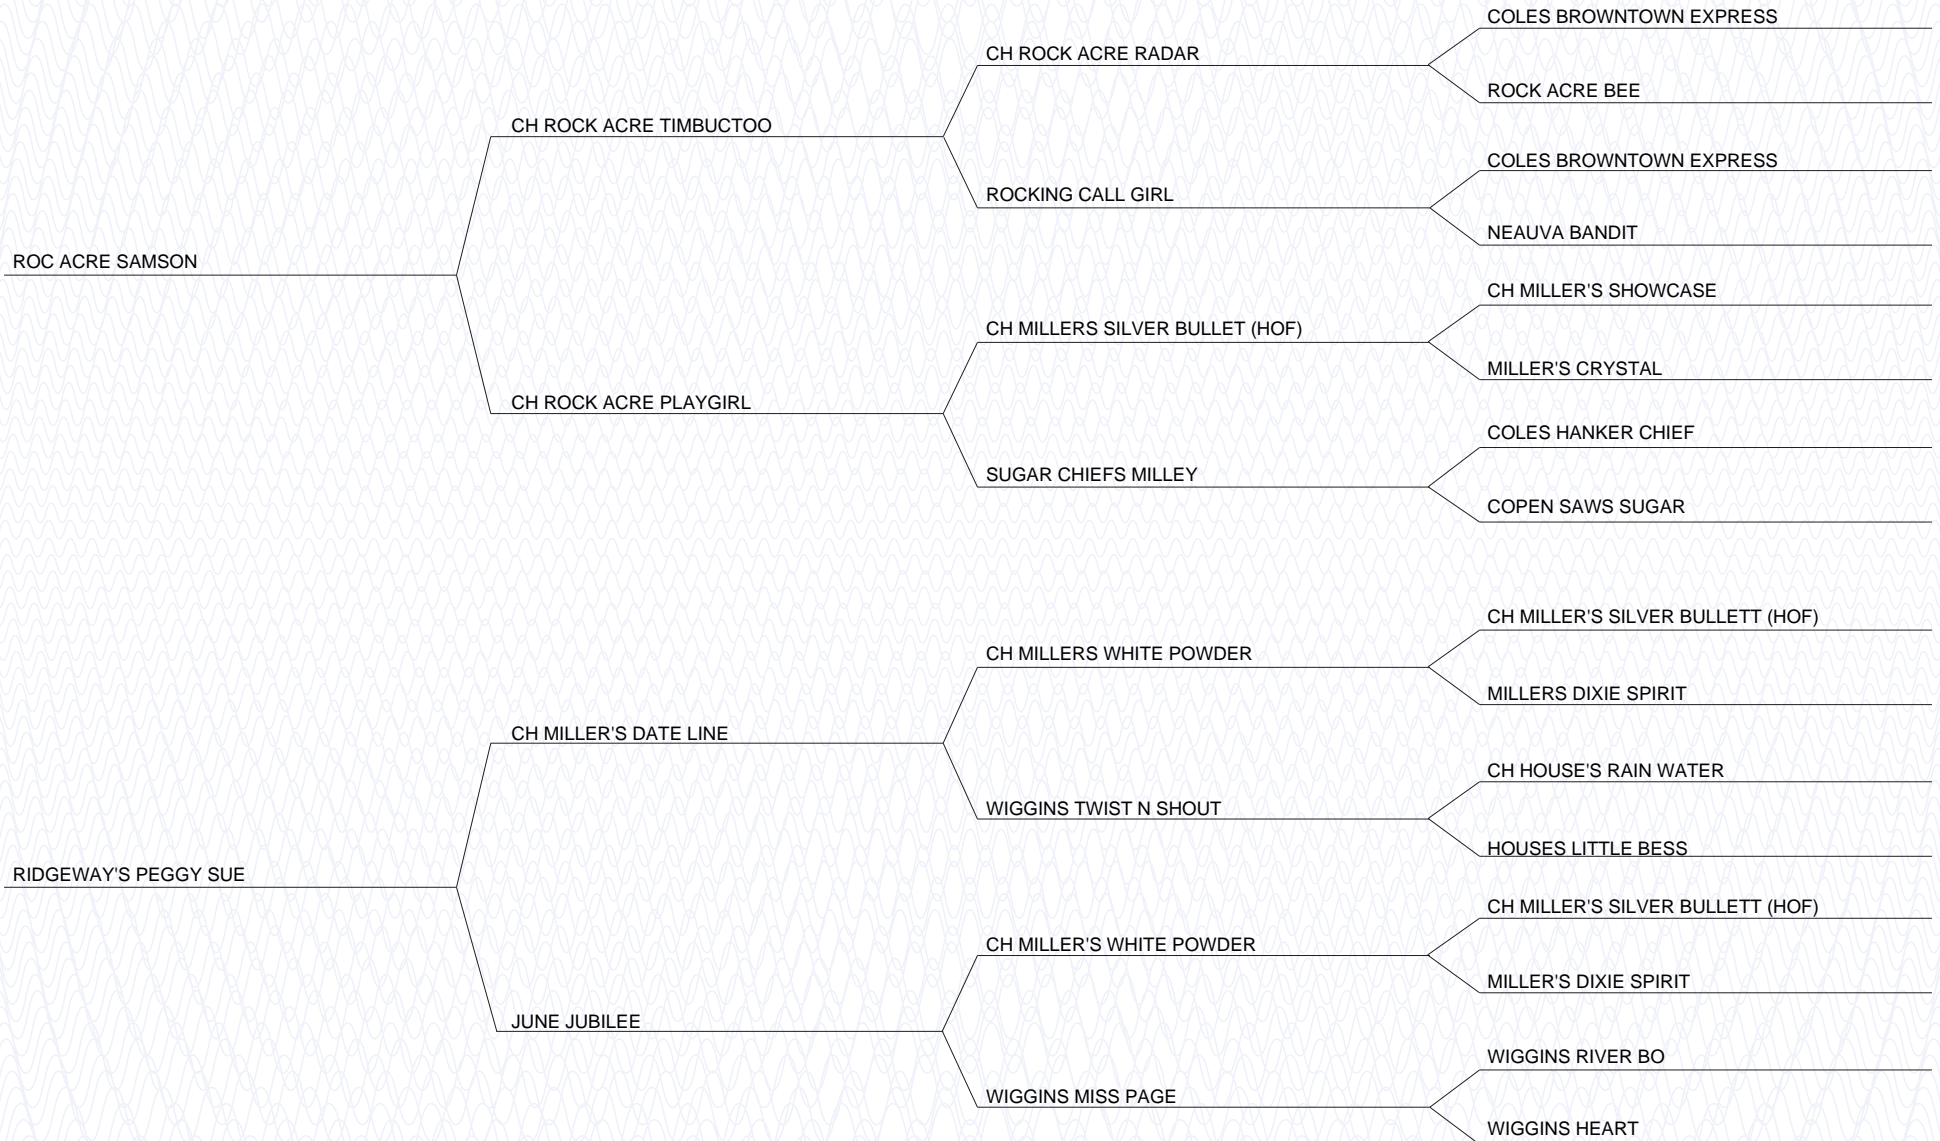 COLES BROWNTOWN EXPRESS
CH ROCK ACRE RADAR
ROCK ACRE BEE
CH ROCK ACRE TIMBUCTOO
COLES BROWNTOWN EXPRESS
ROCKING CALL GIRL
NEAUVA BANDIT
ROC ACRE SAMSON
CH MILLER'S SHOWCASE
CH MILLERS SILVER BULLET (HOF)
MILLER'S CRYSTAL
CH ROCK ACRE PLAYGIRL
COLES HANKER CHIEF
SUGAR CHIEFS MILLEY
COPEN SAWS SUGAR
CH MILLER'S SILVER BULLETT (HOF)
CH MILLERS WHITE POWDER
MILLERS DIXIE SPIRIT
CH MILLER'S DATE LINE
CH HOUSE'S RAIN WATER
WIGGINS TWIST N SHOUT
HOUSES LITTLE BESS
RIDGEWAY'S PEGGY SUE
CH MILLER'S SILVER BULLETT (HOF)
CH MILLER'S WHITE POWDER
MILLER'S DIXIE SPIRIT
JUNE JUBILEE
WIGGINS RIVER BO
WIGGINS MISS PAGE
WIGGINS HEART